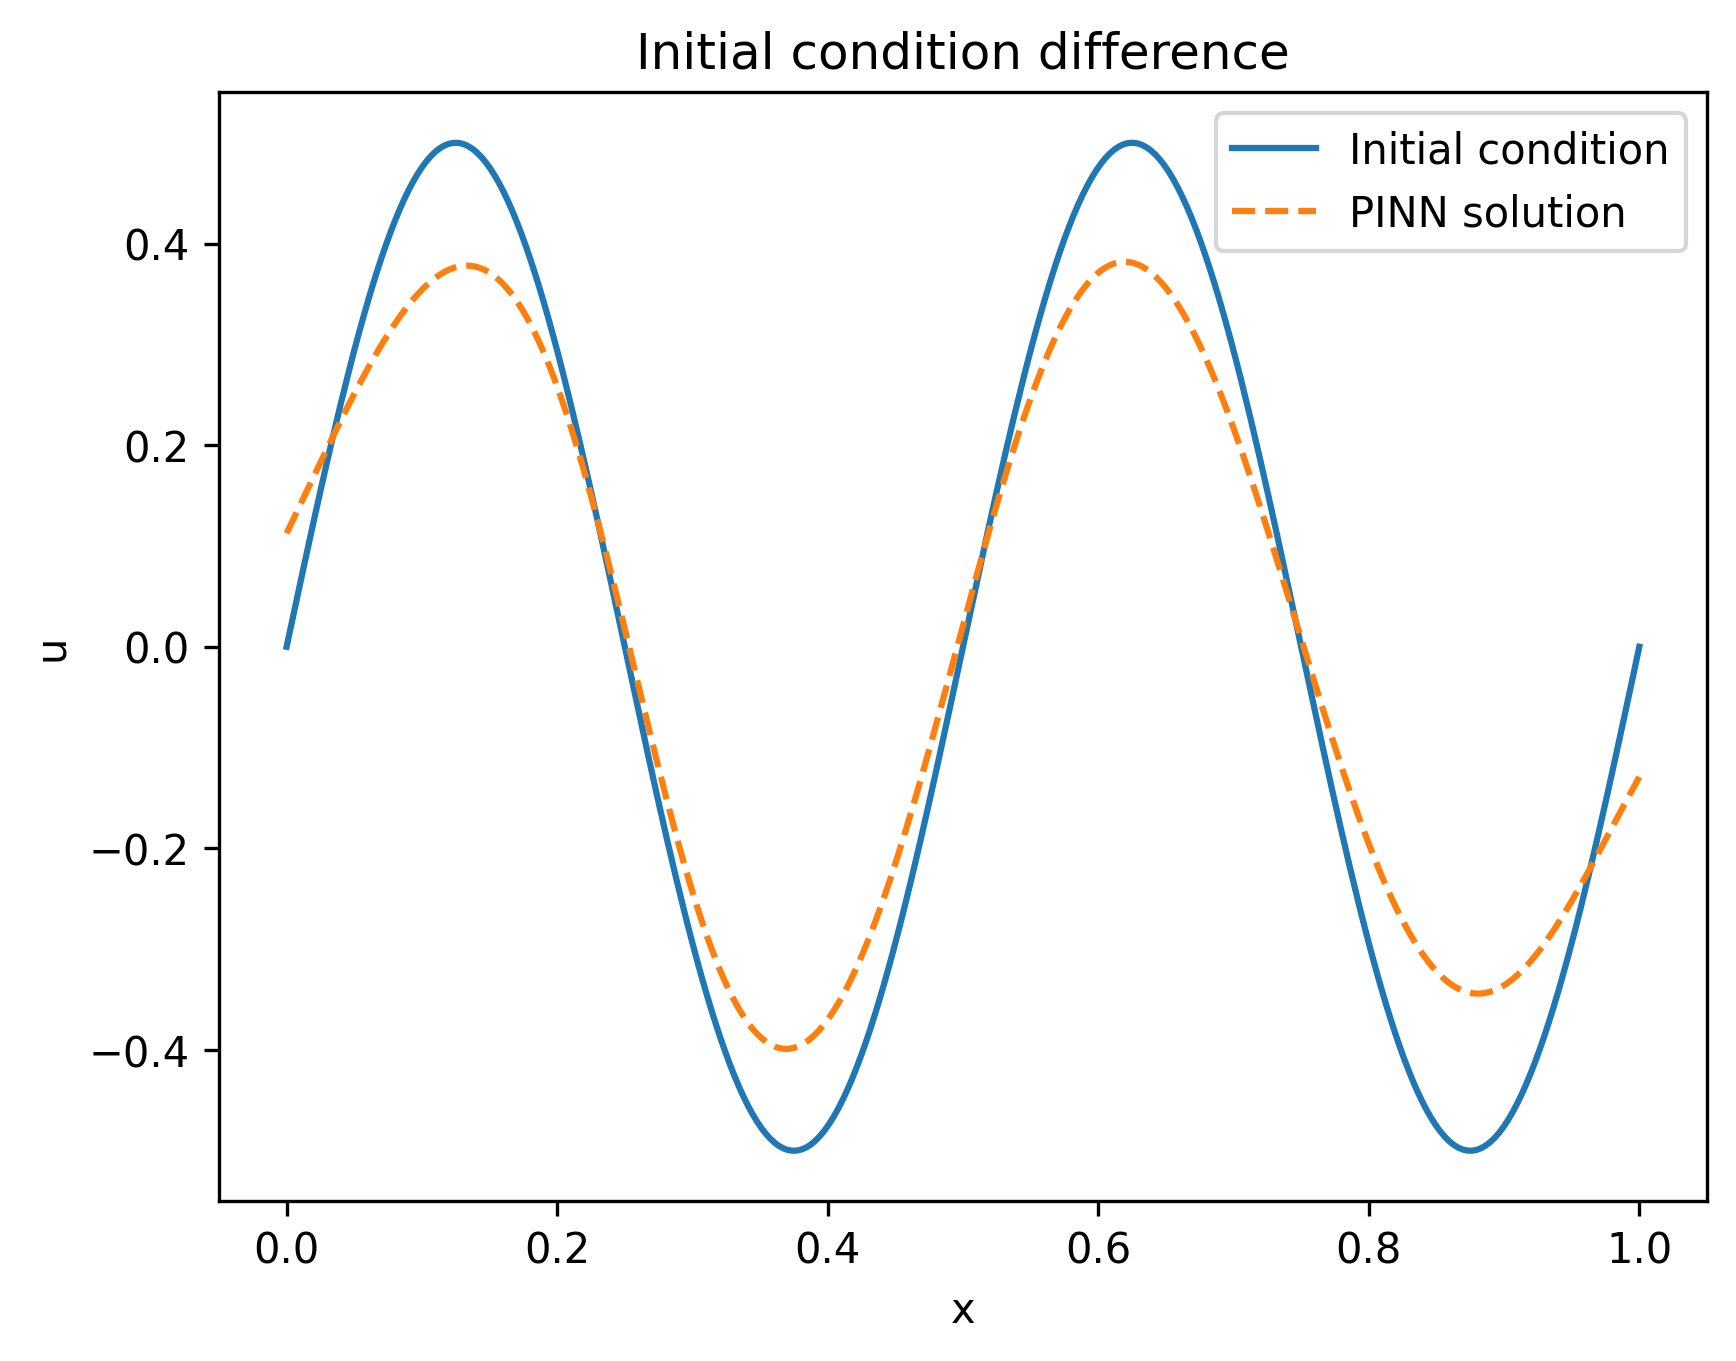 Initial condition difference
Initial condition
PINN solution
u
0.4
0.2
0.0
−0.2
−0.4
0.0 0.2 0.4 0.6 0.8 1.0
x